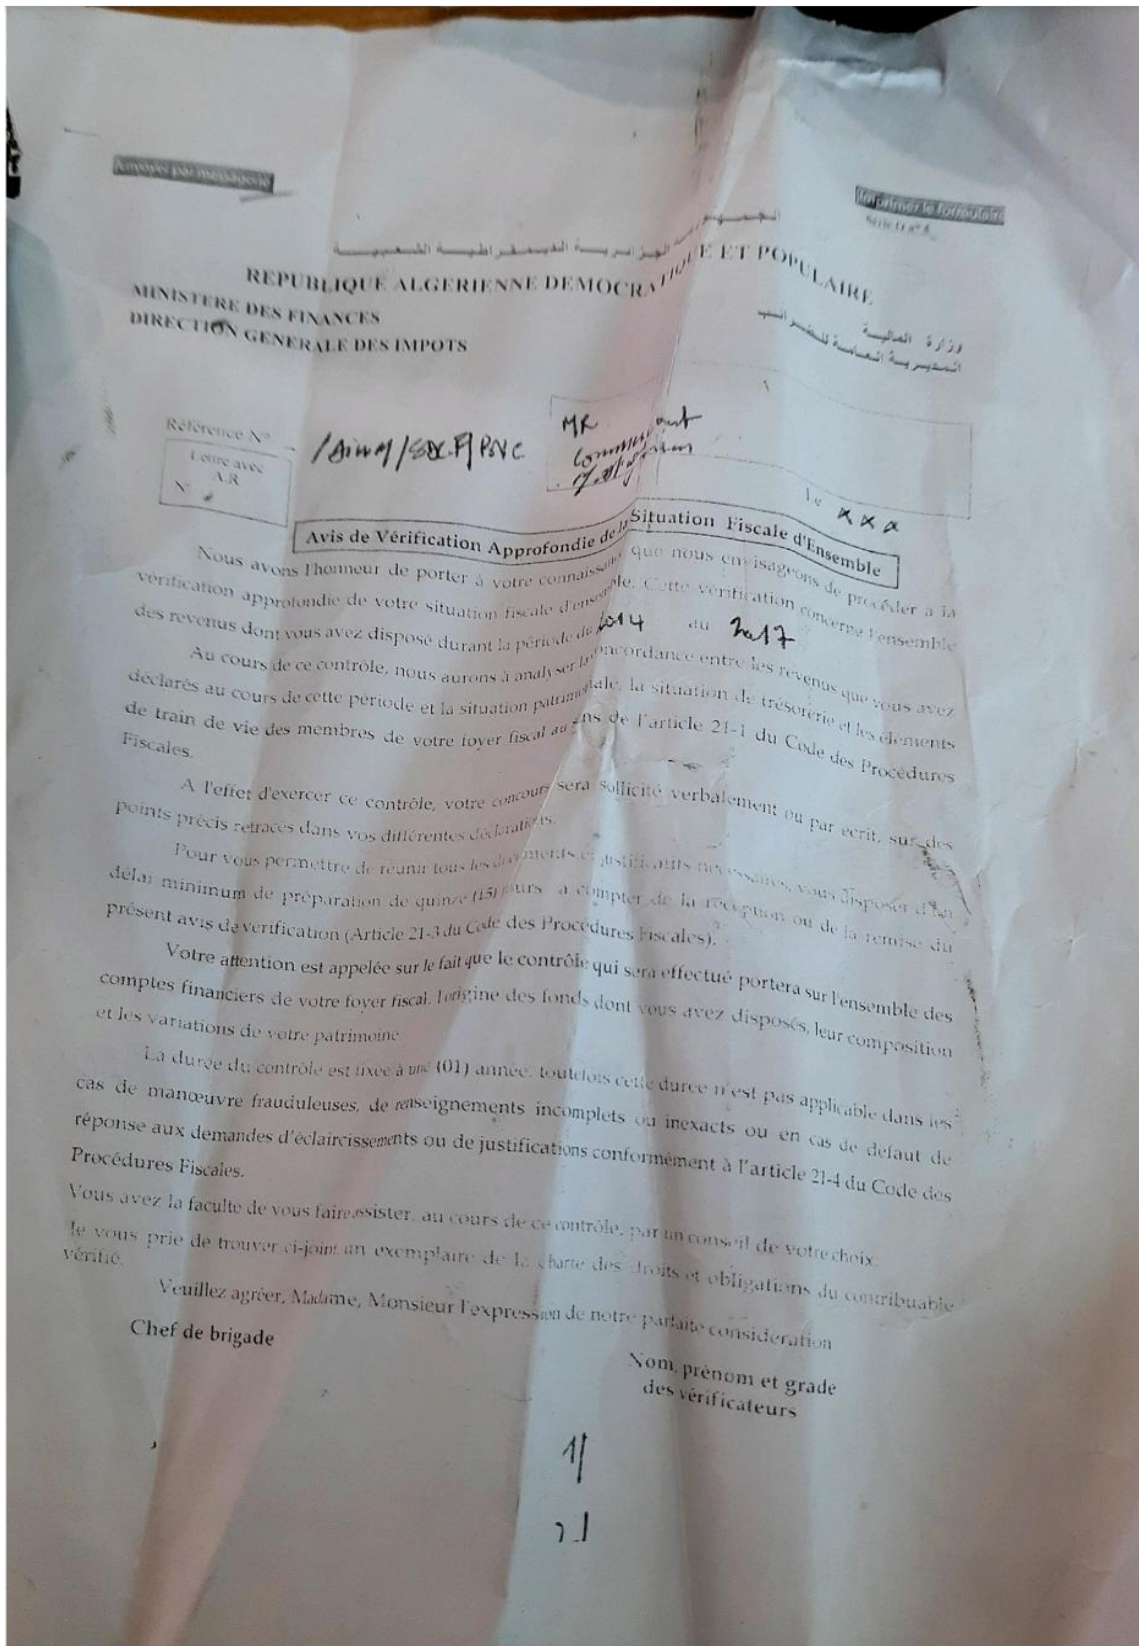 Envoyer par messagerie
Imprimer le formulaire
Série D n°
الجمهورية الجزائرية الديمقراطية الشعبية
REPUBLIQUE ALGERIENNE DEMOCRATIQUE ET POPULAIRE
MINISTERE DES FINANCES
DIRECTION GENERALE DES IMPOTS
وزارة المالية
المديرية العامة للضرائب
Référence N°
Lettre avec
A.R
N°
MR
Le xxx
Avis de Vérification Approfondie de la Situation Fiscale d'Ensemble
Nous avons l'honneur de porter à votre connaissance que nous envisageons de procéder a la
vérification approfondie de votre situation fiscale d'ensemble. Cette vérification concerne l'ensemble
des revenus dont vous avez disposé durant la période du 2014 au 2017
Au cours de ce contrôle, nous aurons à analyser la concordance entre les revenus que vous avez
déclarés au cours de cette période et la situation patrimoniale, la situation de trésorerie et les éléments
de train de vie des membres de votre foyer fiscal au sens de l'article 21-1 du Code des Procédures
Fiscales.
A l'effet d'exercer ce contrôle, votre concours sera sollicité verbalement ou par ecrit, sur des
points précis retracés dans vos différentes déclarations.
Pour vous permettre de réunir tous les documents et justificatifs nécessaires, vous disposer d'un
délai minimum de préparation de quinze (15) jours a compter de la réception ou de la remise du
présent avis de vérification (Article 21-3 du Code des Procédures Fiscales).
Votre attention est appelée sur le fait que le contrôle qui sera effectué portera sur l'ensemble des
comptes financiers de votre foyer fiscal, l'origine des fonds dont vous avez disposés, leur composition
et les variations de votre patrimoine
La durée du contrôle est fixée à une (01) année, toutefois cette durée n'est pas applicable dans les
cas de manœuvre frauduleuses, de renseignements incomplets ou inexacts ou en cas de defaut de
réponse aux demandes d'éclaircissements ou de justifications conformément à l'article 21-4 du Code des
Procédures Fiscales.
Vous avez la faculte de vous faire assister, au cours de ce contrôle, par un conseil de votre choix.
Je vous prie de trouver ci-joint un exemplaire de la charte des droits et obligations du contribuable
vérifié.
Veuillez agréer, Madame, Monsieur l'expression de notre parfaite consideration
Chef de brigade
Nom, prénom et grade
des vérificateurs
1/
2/